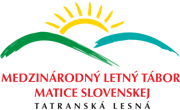 MEDZINÁRODNÝ LETNÝ TÁBOR
MATICE SLOVENSKEJ
TATRANSKÁ LESNÁ